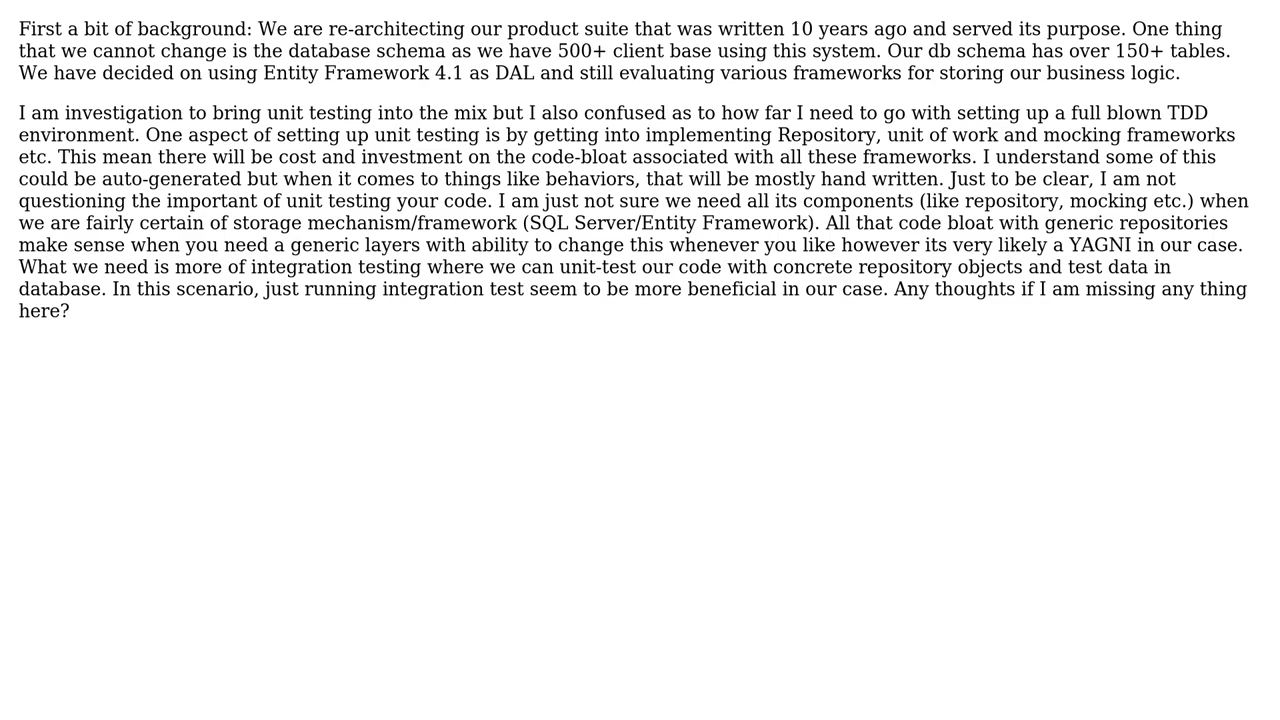 First a bit of background: We are re-architecting our product suite that was written 10 years ago and served its purpose. One thing
that we cannot change is the database schema as we have 500+ client base using this system. Our db schema has over 150+ tables.
We have decided on using Entity Framework 4.1 as DAL and still evaluating various frameworks for storing our business logic.
I am investigation to bring unit testing into the mix but I also confused as to how far I need to go with setting up a full blown TDD
environment. One aspect of setting up unit testing is by getting into implementing Repository, unit of work and mocking frameworks
etc. This mean there will be cost and investment on the code-bloat associated with all these frameworks. I understand some of this
could be auto-generated but when it comes to things like behaviors, that will be mostly hand written. Just to be clear, I am not
questioning the important of unit testing your code. I am just not sure we need all its components (like repository, mocking etc.) when
we are fairly certain of storage mechanism/framework (SQL Server/Entity Framework). All that code bloat with generic repositories
make sense when you need a generic layers with ability to change this whenever you like however its very likely a YAGNI in our case.
What we need is more of integration testing where we can unit-test our code with concrete repository objects and test data in
database. In this scenario, just running integration test seem to be more beneficial in our case. Any thoughts if I am missing any thing
here?